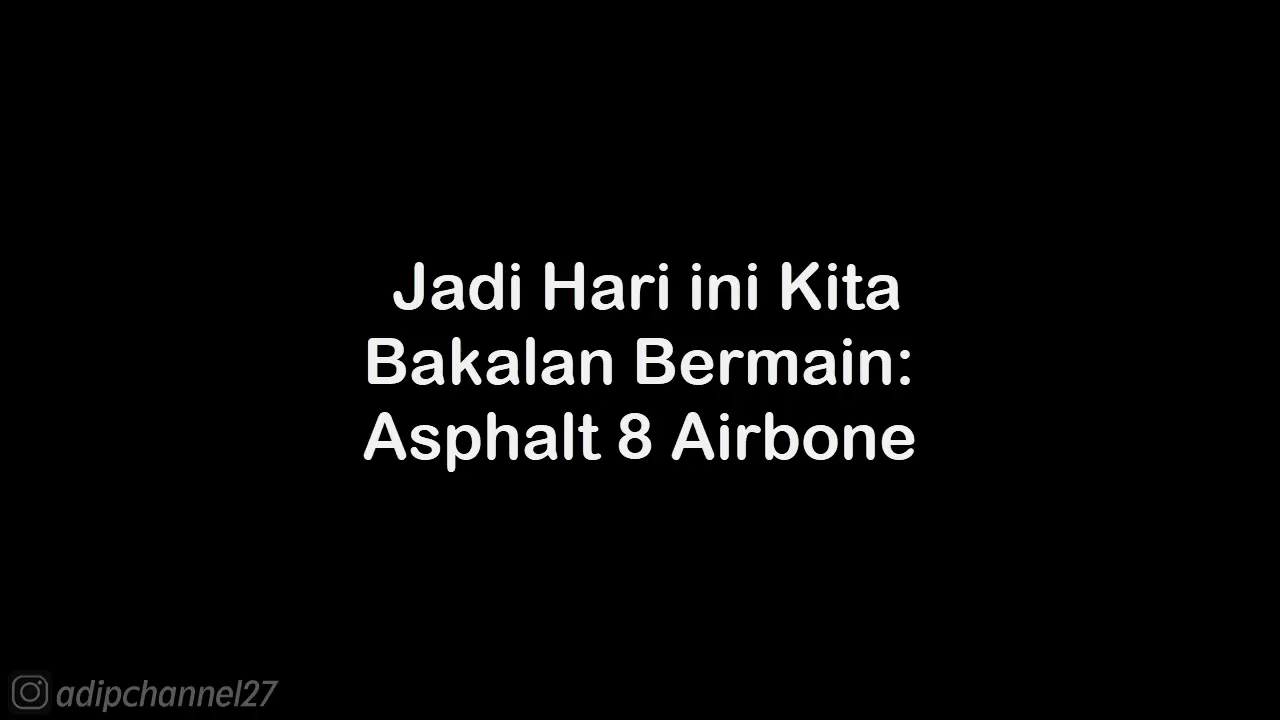 Jadi Hari ini Kita
Bakalan Bermain:
Asphalt 8 Airbone
adipchannel27